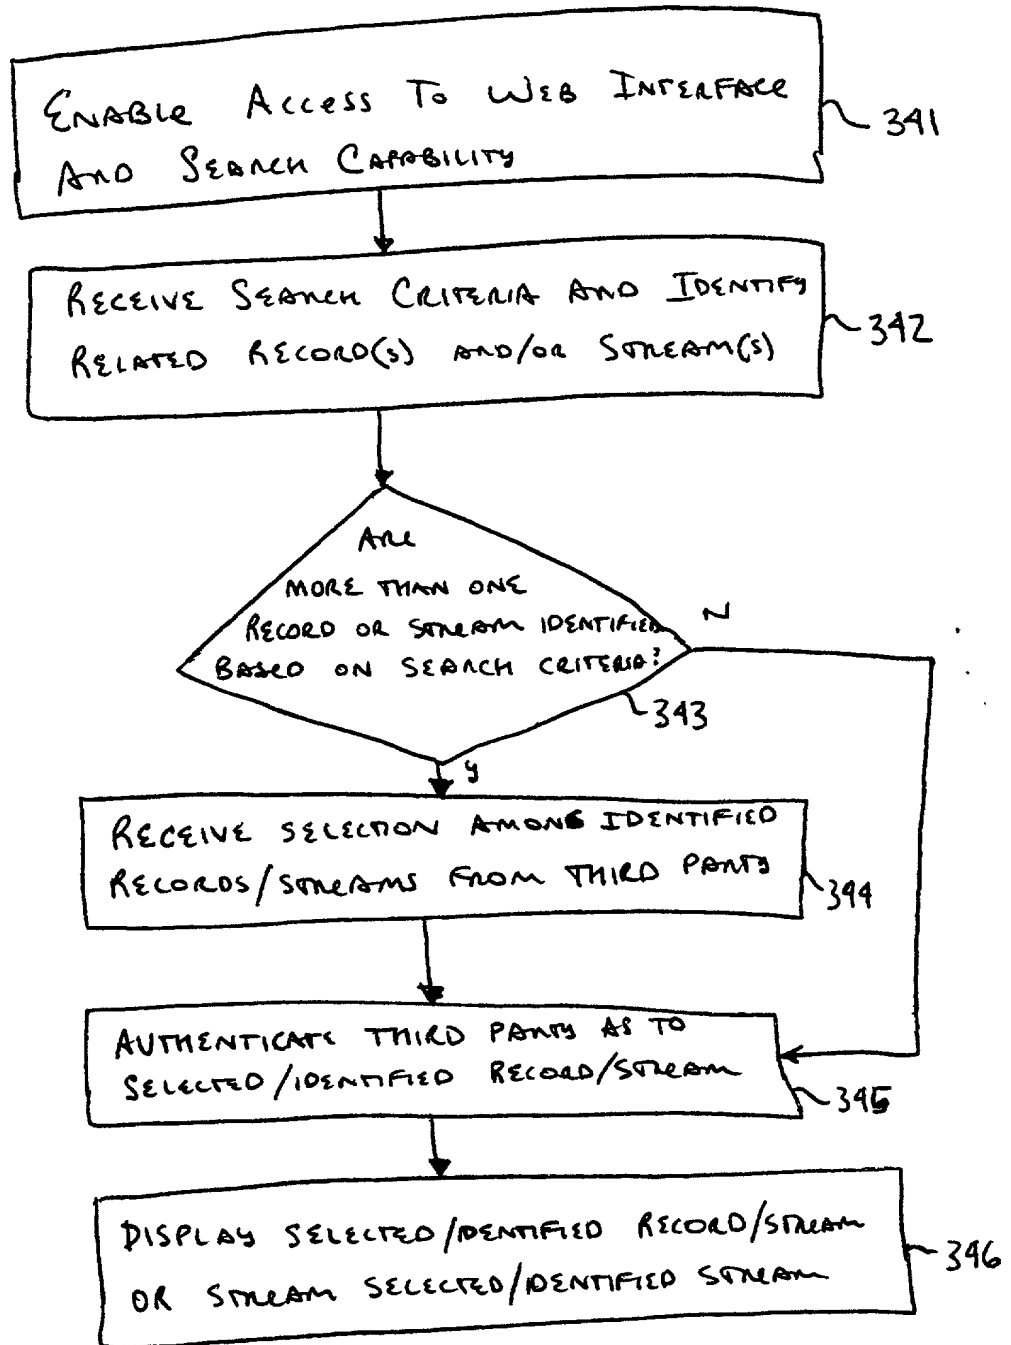 ENABLE ACCESS TO WEB INTERFACE
AND SEARCH CAPABILITY
341
RECEIVE SEARCH CRITERIA AND IDENTIFY
RELATED RECORD(S) AND/OR STREAM(S)
342
ARE
MORE THAN ONE
RECORD OR STREAM IDENTIFIED
BASED ON SEARCH CRITERIA?
N
343
Y
RECEIVE SELECTION AMONG IDENTIFIED
RECORDS/STREAMS FROM THIRD PARTY
344
AUTHENTICATE THIRD PARTY AS TO
SELECTED/IDENTIFIED RECORD/STREAM
345
DISPLAY SELECTED/IDENTIFIED RECORD/STREAM
OR STREAM SELECTED/IDENTIFIED STREAM
346